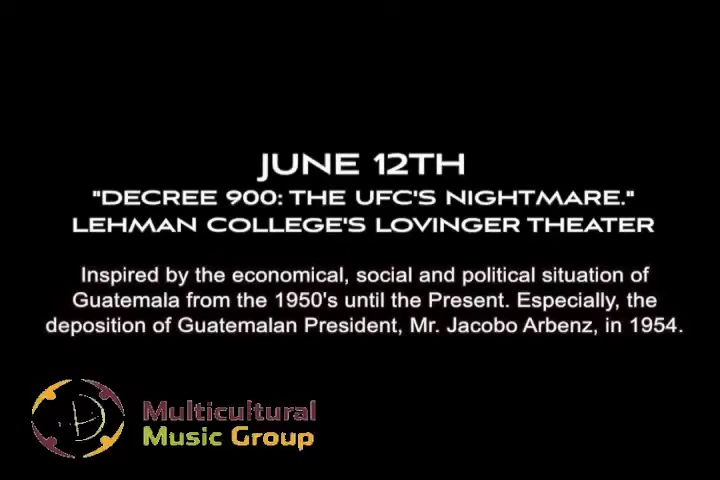 JUNE 12TH
"DECREE 900: THE UFC'S NIGHTMARE."
LEHMAN COLLEGE'S LOVINGER THEATER
Inspired by the economical, social and political situation of
Guatemala from the 1950's until the Present. Especially, the
deposition of Guatemalan President, Mr. Jacobo Arbenz, in 1954.
Multicultural
Music Group